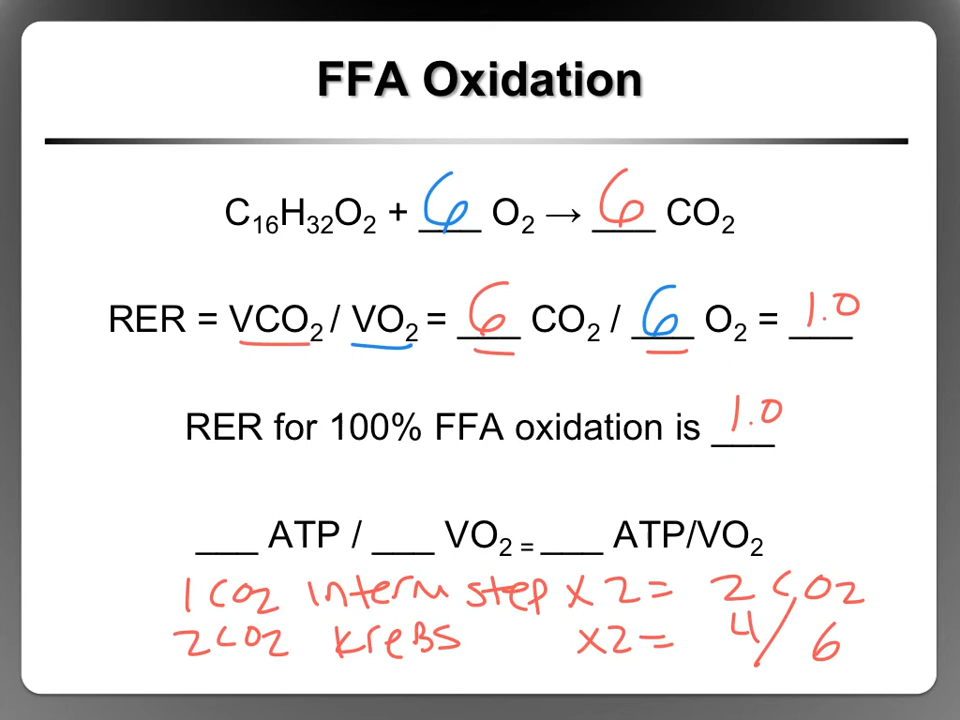 FFA Oxidation
C₁₆H₃₂O₂ + 6 O₂ → 6 CO₂
RER = VCO₂ / VO₂ = 6 CO₂ / 6 O₂ = 1.0
RER for 100% FFA oxidation is 1.0
___ ATP / ___ VO₂ = ___ ATP/VO₂
1 CO2 interm step x 2 = 2 CO2
2 CO2 KreBS x2 = 4/6